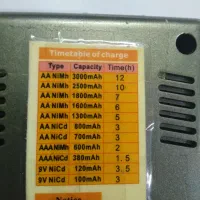 Timetable of charge
Type Capacity Time(h)
AA NiMh 3000mAh 12
AA NiMh 2500mAh 10
AA NiMh 1800mAh 7
AA NiMh 1600mAh 6
AA NiMh 1300mAh 5
AA NiCd 800mAh 3
AA NiCd 700mAh 3
AAA NiMh 600mAh 2
AAA NiCd 380mAh 1.5
9V NiCd 120mAh 3.5
9V NiCd 100mAh 3
Notice